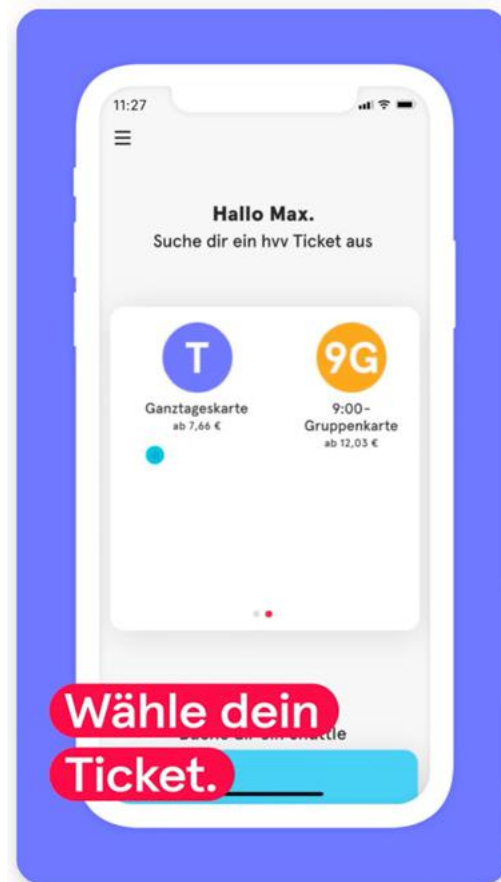 11:27
Hallo Max.
Suche dir ein hvv Ticket aus
T
9G
Ganztageskarte
ab 7,66 €
9:00-
Gruppenkarte
ab 12,03 €
Wähle dein
Ticket.